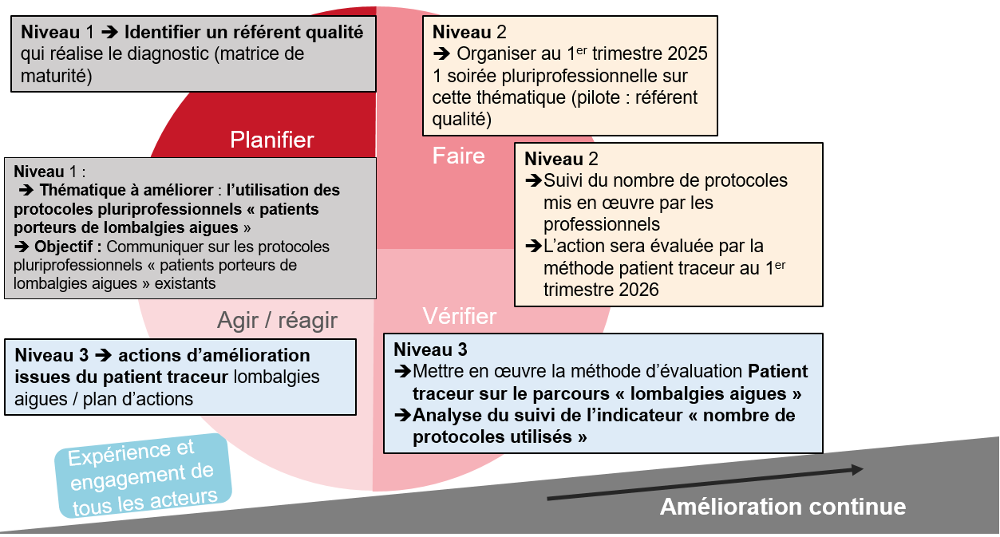 Niveau 1 ➔ Identifier un référent qualité
qui réalise le diagnostic (matrice de
maturité)
Planifier
Niveau 1 :
➔ Thématique à améliorer : l’utilisation des
protocoles pluriprofessionnels « patients
porteurs de lombalgies aigues »
➔ Objectif : Communiquer sur les protocoles
pluriprofessionnels « patients porteurs de
lombalgies aigues » existants
Niveau 2
➔ Organiser au 1er trimestre 2025
1 soirée pluriprofessionnelle sur
cette thématique (pilote : référent
qualité)
Faire
Niveau 2
➔Suivi du nombre de protocoles
mis en œuvre par les
professionnels
➔L’action sera évaluée par la
méthode patient traceur au 1er
trimestre 2026
Vérifier
Niveau 3
➔Mettre en œuvre la méthode d’évaluation Patient
traceur sur le parcours « lombalgies aigues »
➔Analyse du suivi de l’indicateur « nombre de
protocoles utilisés »
Agir / réagir
Niveau 3 ➔ actions d’amélioration
issues du patient traceur lombalgies
aigues / plan d’actions
Expérience et
engagement de
tous les acteurs
Amélioration continue